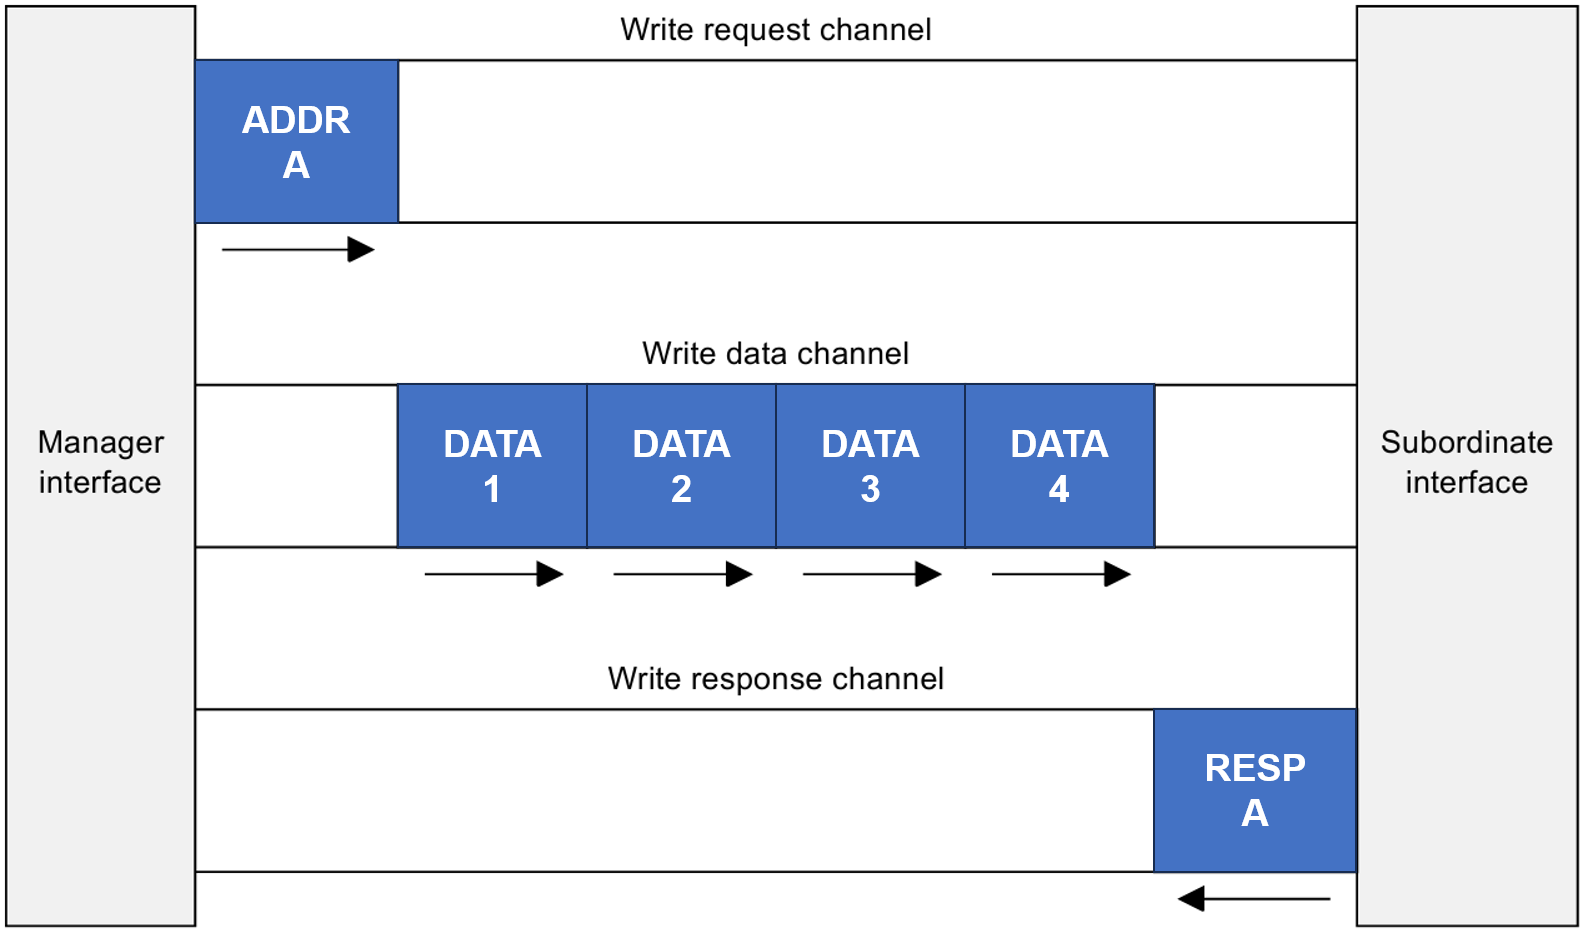 Write request channel
ADDR
A
Write data channel
Manager
interface
DATA
1
DATA
2
DATA
3
DATA
4
Subordinate
interface
Write response channel
RESP
A